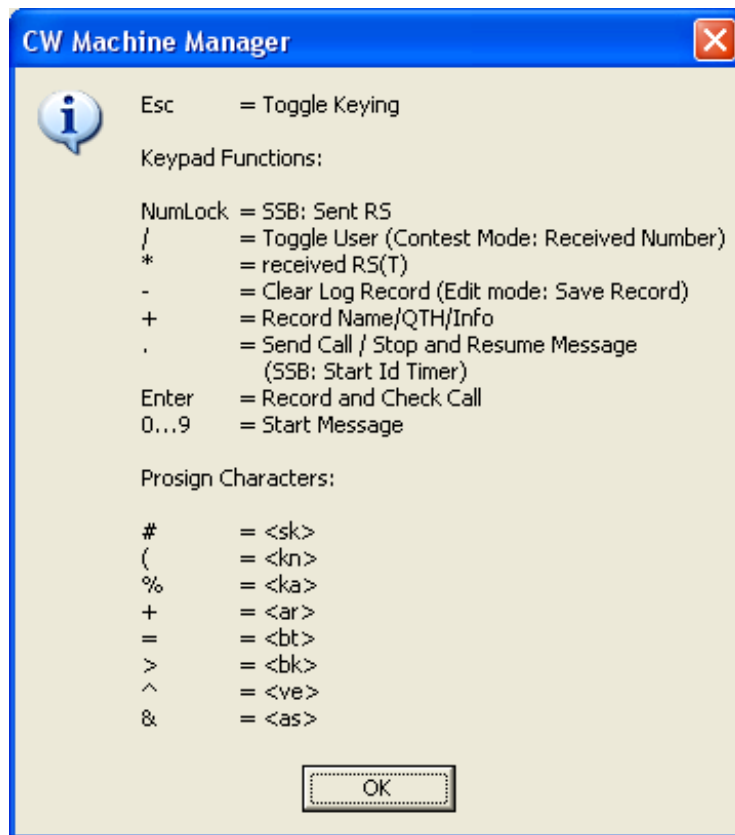 CW Machine Manager
Esc = Toggle Keying
Keypad Functions:
NumLock = SSB: Sent RS
/ = Toggle User (Contest Mode: Received Number)
* = received RS(T)
- = Clear Log Record (Edit mode: Save Record)
+ = Record Name/QTH/Info
. = Send Call / Stop and Resume Message
(SSB: Start Id Timer)
Enter = Record and Check Call
0...9 = Start Message
Prosign Characters:
# = <sk>
( = <kn>
% = <ka>
+ = <ar>
= = <bt>
> = <bk>
^ = <ve>
& = <as>
OK